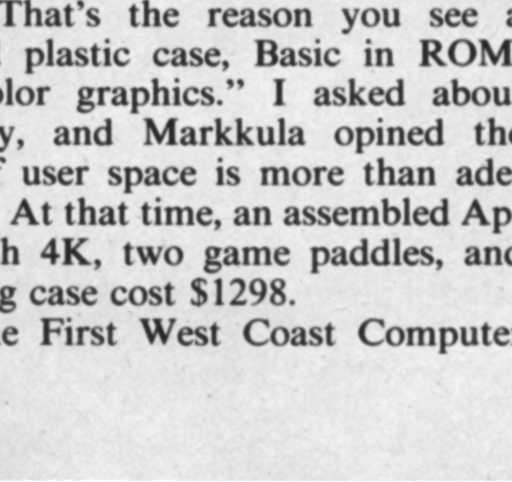 That's the reason you see a
plastic case, Basic in ROM
olor graphics." I asked abou
y, and Markkula opined the
f user space is more than ade
At that time, an assembled Ap
h 4K, two game paddles, and
g case cost $1298.
e First West Coast Computer